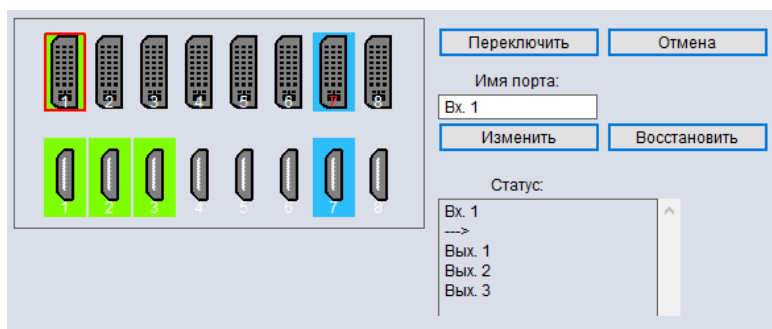 1 2 3 4 5 6 7 8
1 2 3 4 5 6 7 8
Переключить
Отмена
Имя порта:
Вх. 1
Изменить
Восстановить
Статус:
Вх. 1
--->
Вых. 1
Вых. 2
Вых. 3